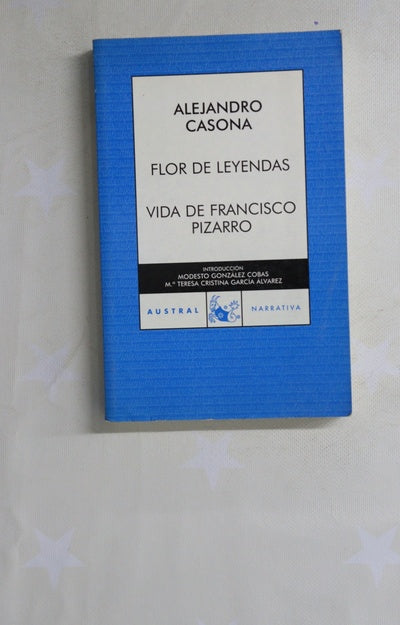 ALEJANDRO
CASONA
FLOR DE LEYENDAS
VIDA DE FRANCISCO
PIZARRO
INTRODUCCIÓN
MODESTO GONZÁLEZ COBAS
M.ª TERESA CRISTINA GARCÍA ÁLVAREZ
AUSTRAL
NARRATIVA